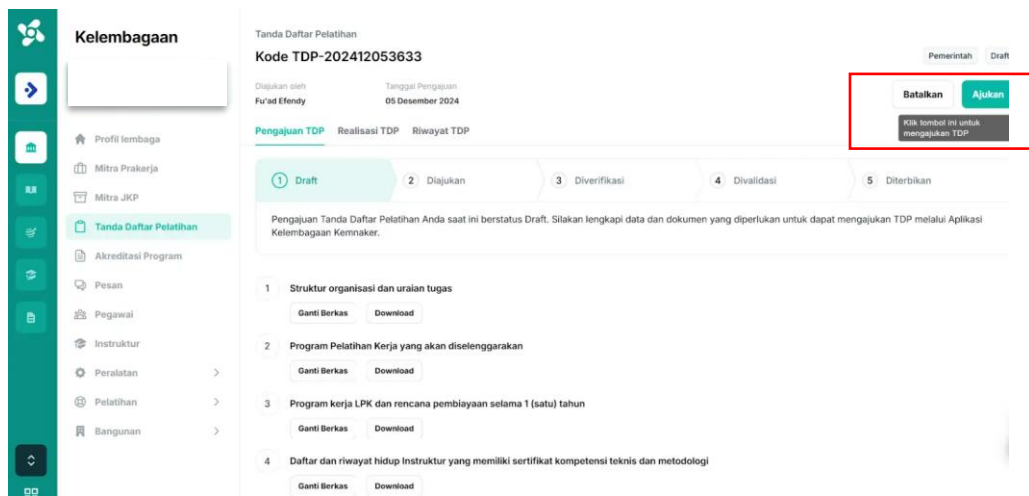 Kelembagaan
Profil lembaga
Mitra Prakerja
Mitra JKP
Tanda Daftar Pelatihan
Akreditasi Program
Pesan
Pegawai
Instruktur
Peralatan
Pelatihan
Bangunan
Tanda Daftar Pelatihan
Kode TDP-202412053633
Pemerintah Draft
Diajukan oleh Tanggal Pengajuan
Fu'ad Efendy 05 Desember 2024
Batalkan Ajukan
Klik tombol ini untuk
mengajukan TDP
Pengajuan TDP Realisasi TDP Riwayat TDP
1 Draft 2 Diajukan 3 Diverifikasi 4 Divalidasi 5 Diterbikan
Pengajuan Tanda Daftar Pelatihan Anda saat ini berstatus Draft. Silakan lengkapi data dan dokumen yang diperlukan untuk dapat mengajukan TDP melalui Aplikasi
Kelembagaan Kemnaker.
1 Struktur organisasi dan uraian tugas
Ganti Berkas Download
2 Program Pelatihan Kerja yang akan diselenggarakan
Ganti Berkas Download
3 Program kerja LPK dan rencana pembiayaan selama 1 (satu) tahun
Ganti Berkas Download
4 Daftar dan riwayat hidup Instruktur yang memiliki sertifikat kompetensi teknis dan metodologi
Ganti Berkas Download